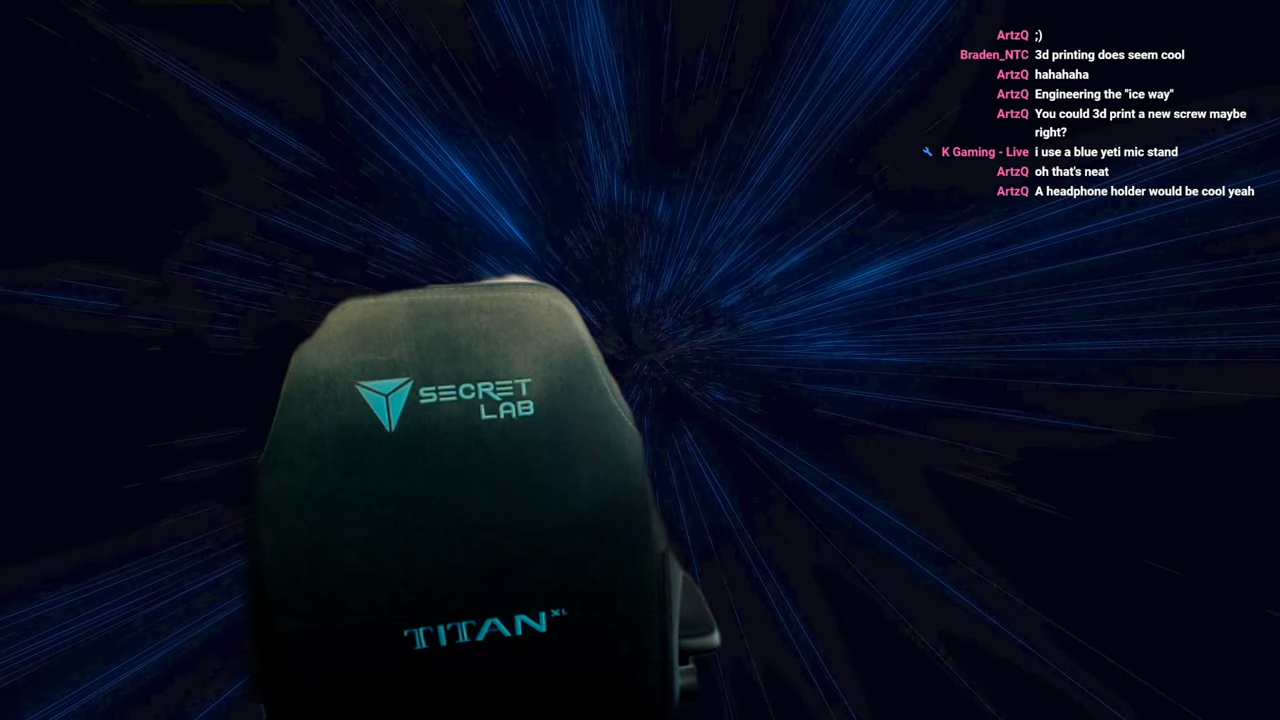 ArtzQ ;)
Braden_NTC 3d printing does seem cool
ArtzQ hahahaha
ArtzQ Engineering the "ice way"
ArtzQ You could 3d print a new screw maybe
right?
K Gaming - Live i use a blue yeti mic stand
ArtzQ oh that's neat
ArtzQ A headphone holder would be cool yeah
SECRET
LAB
TITAN XL